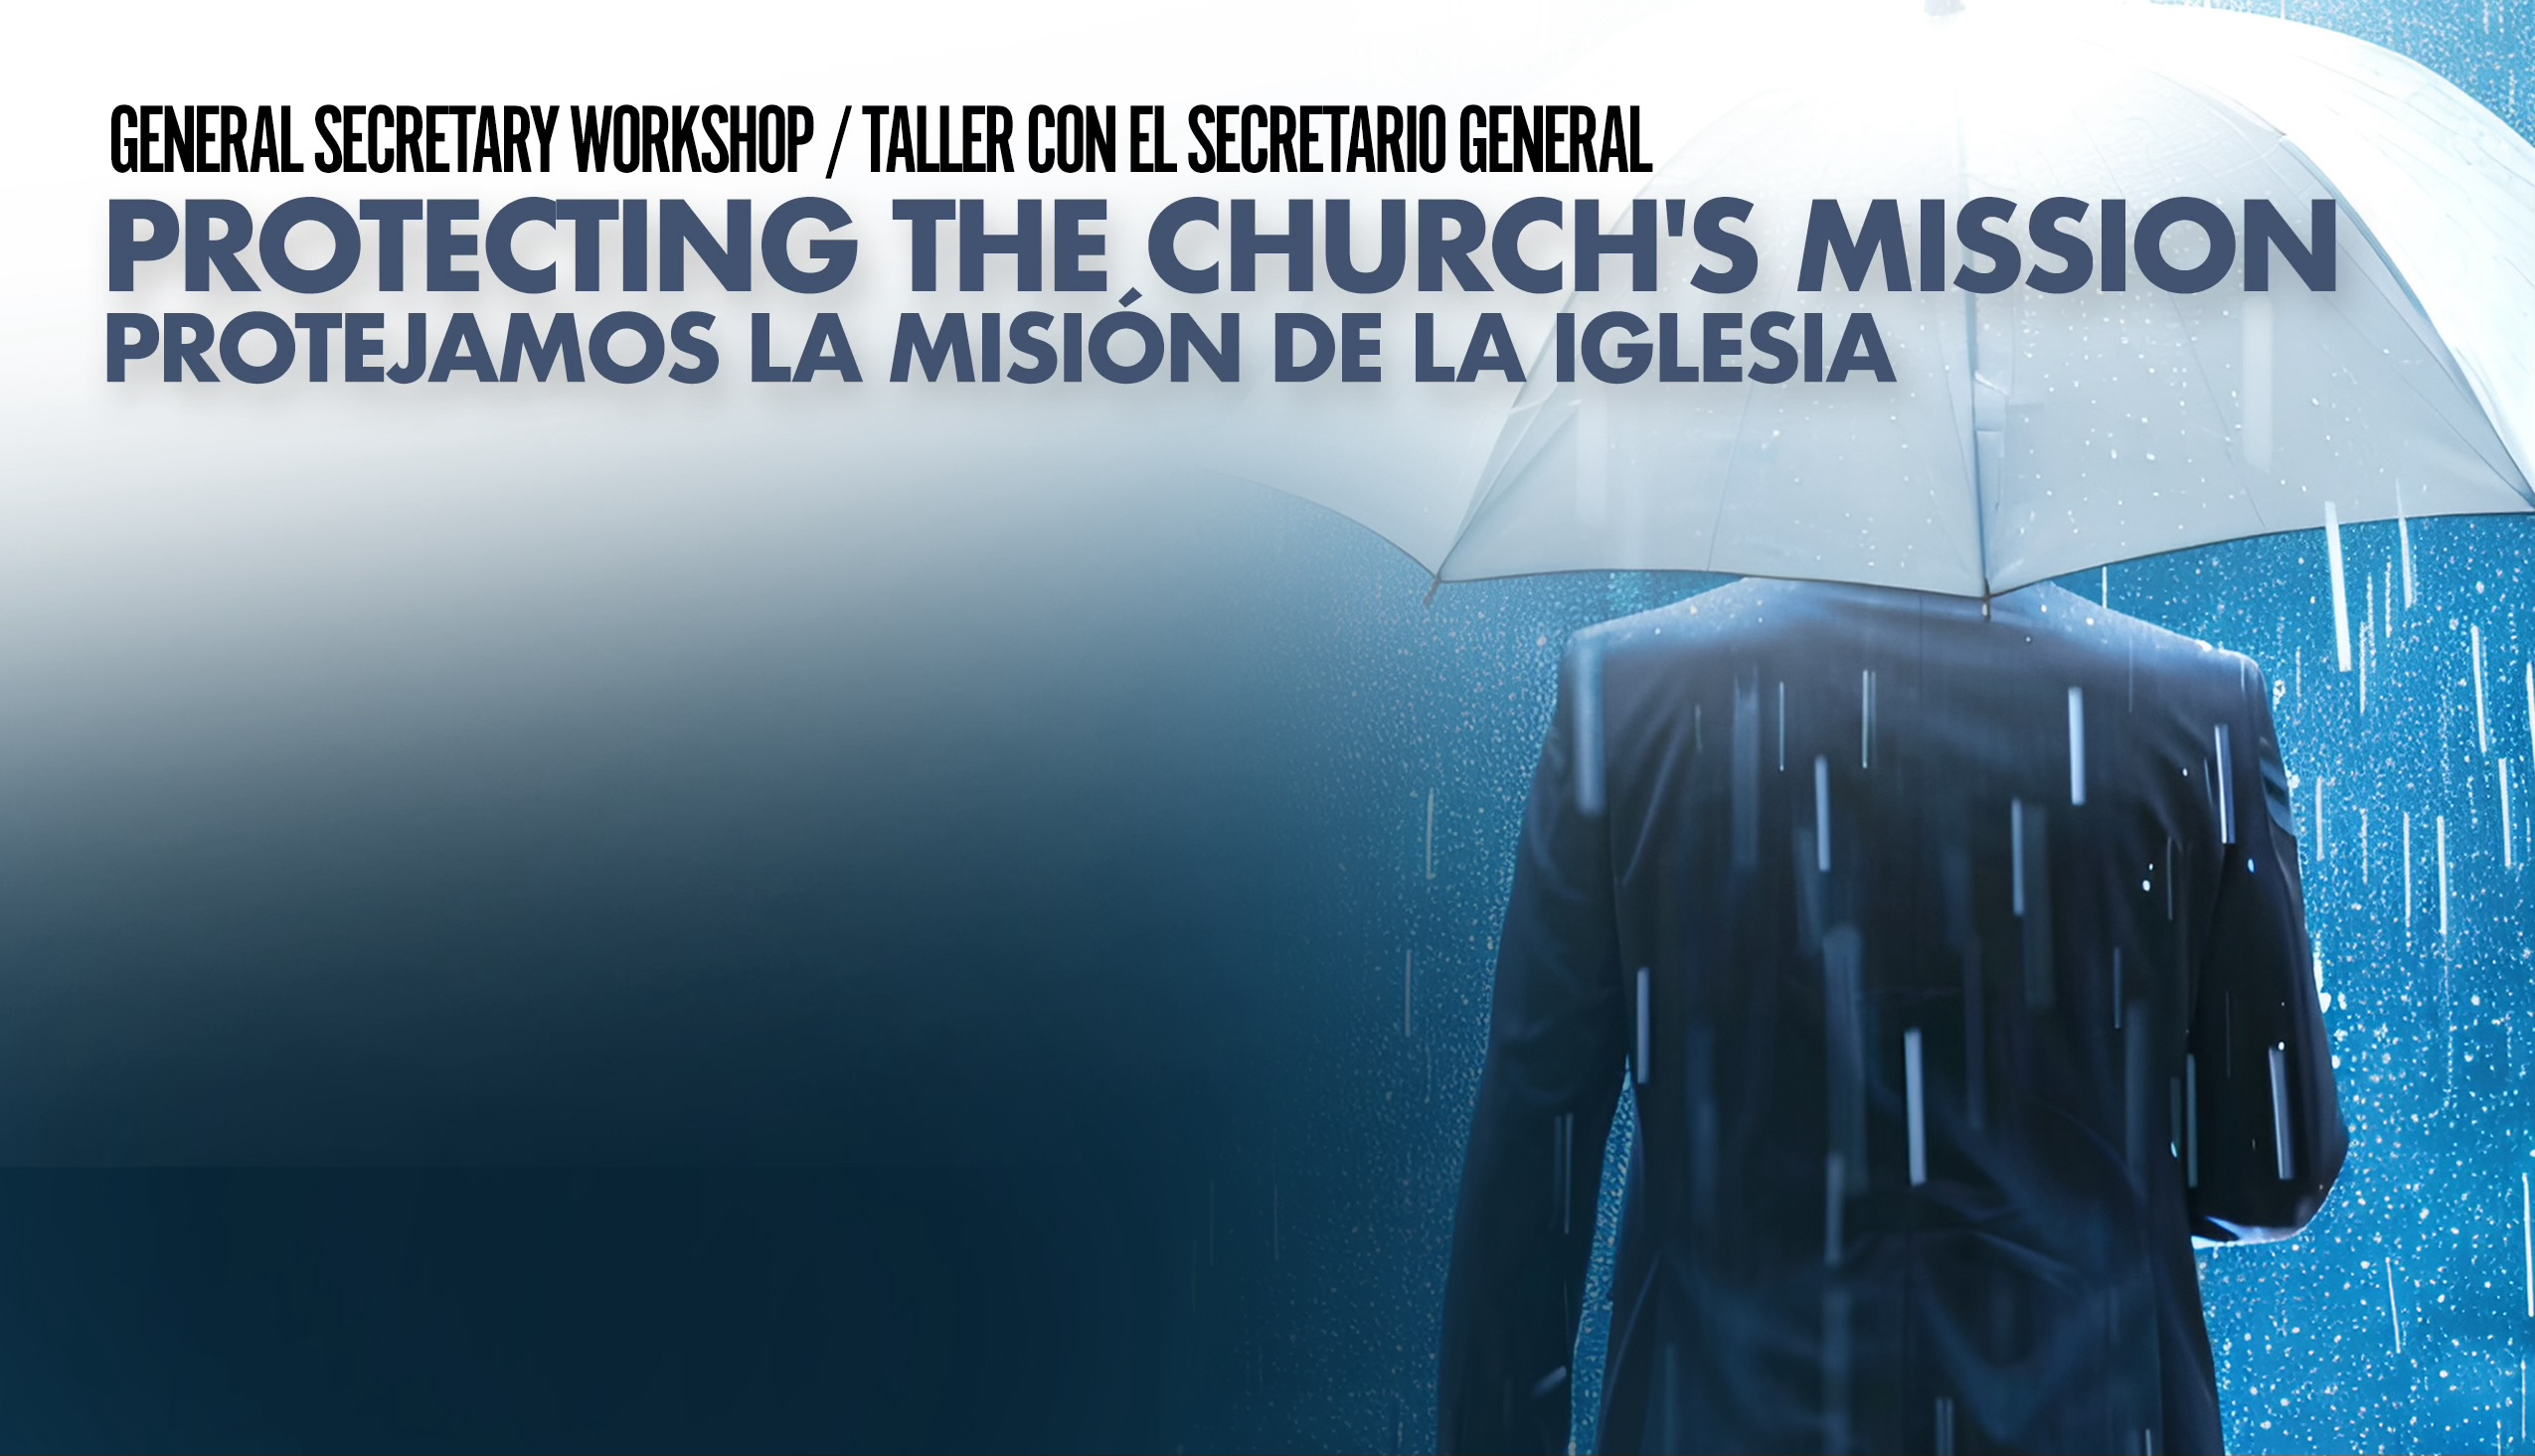 GENERAL SECRETARY WORKSHOP / TALLER CON EL SECRETARIO GENERAL
PROTECTING THE CHURCH'S MISSION
PROTEJAMOS LA MISIÓN DE LA IGLESIA